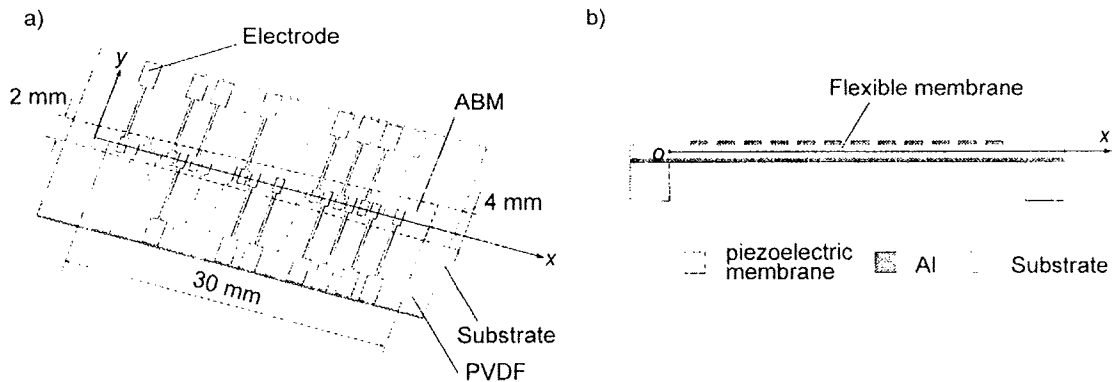 a)
Electrode
y
2 mm
ABM
4 mm
x
30 mm
Substrate
PVDF
b)
Flexible membrane
x
o
piezoelectric
membrane
Al
Substrate